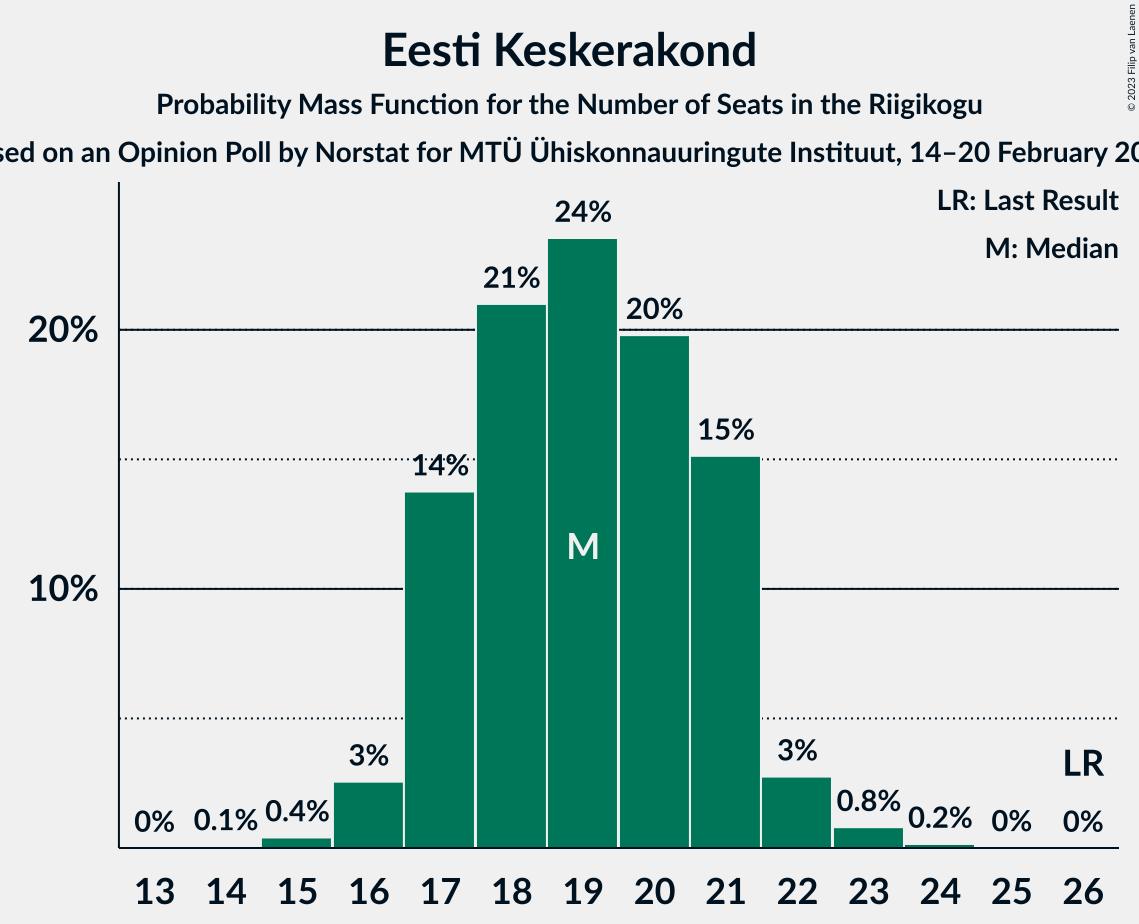 © 2023 Filip van Laenen
Eesti Keskerakond
Probability Mass Function for the Number of Seats in the Riigikogu
on an Opinion Poll by Norstat for MTÜ Ühiskonnauuringute Instituut, 14–20 February
LR: Last Result
M: Median
24%
21%
20%
20%
15%
14%
M
10%
3%
3%
LR
0%
0.1%
0.4%
0.8%
0.2%
0%
0%
13 14 15 16 17 18 19 20 21 22 23 24 25 26